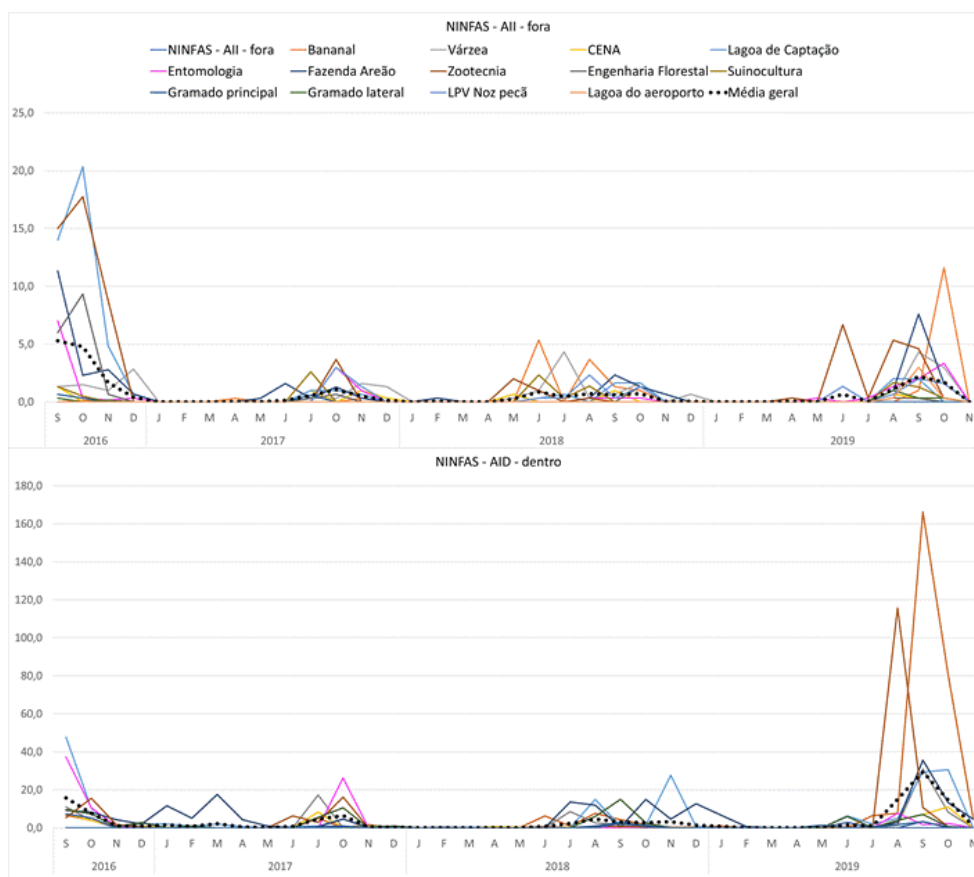 NINFAS - AII - fora
NINFAS - AII - fora Bananal Várzea CENA Lagoa de Captação
Entomologia Fazenda Areão Zootecnia Engenharia Florestal Suinocultura
Gramado principal Gramado lateral LPV Noz pecã Lagoa do aeroporto Média geral
25,0
20,0
15,0
10,0
5,0
0,0
S O N D J F M A M J J A S O N D J F M A M J J A S O N D J F M A M J J A S O N
2016 2017 2018 2019
NINFAS - AID - dentro
180,0
160,0
140,0
120,0
100,0
80,0
60,0
40,0
20,0
0,0
S O N D J F M A M J J A S O N D J F M A M J J A S O N D J F M A M J J A S O N
2016 2017 2018 2019